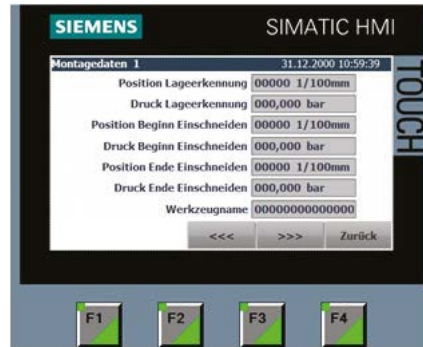 SIEMENS SIMATIC HMI
TOUCH
Montagedaten 1 31.12.2000 10:59:39
Position Lageerkennung 00000 1/100mm
Druck Lageerkennung 000,000 bar
Position Beginn Einschneiden 00000 1/100mm
Druck Beginn Einschneiden 000,000 bar
Position Ende Einschneiden 00000 1/100mm
Druck Ende Einschneiden 000,000 bar
Werkzeugname 00000000000000
<<< >>> Zurück
F1 F2 F3 F4